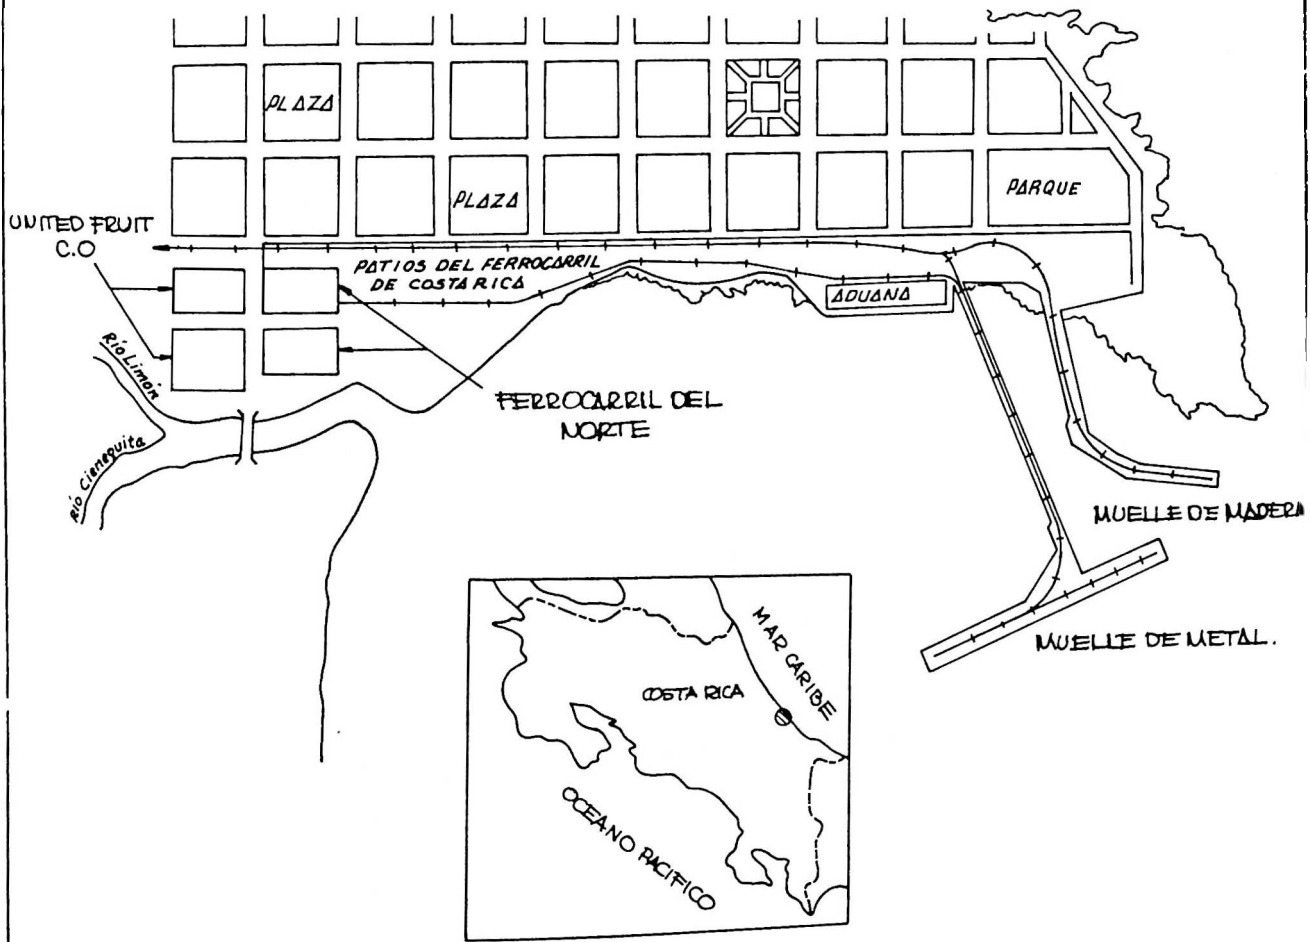 PLAZA
PLAZA
PARQUE
UNITED FRUIT
C.O
PATIOS DEL FERROCARRIL
DE COSTA RICA
ADUANA
Río Limón
FERROCARRIL DEL
NORTE
Río Cieneguita
MUELLE DE MADERA
MUELLE DE METAL.
MAR CARIBE
COSTA RICA
OCEANO PACIFICO